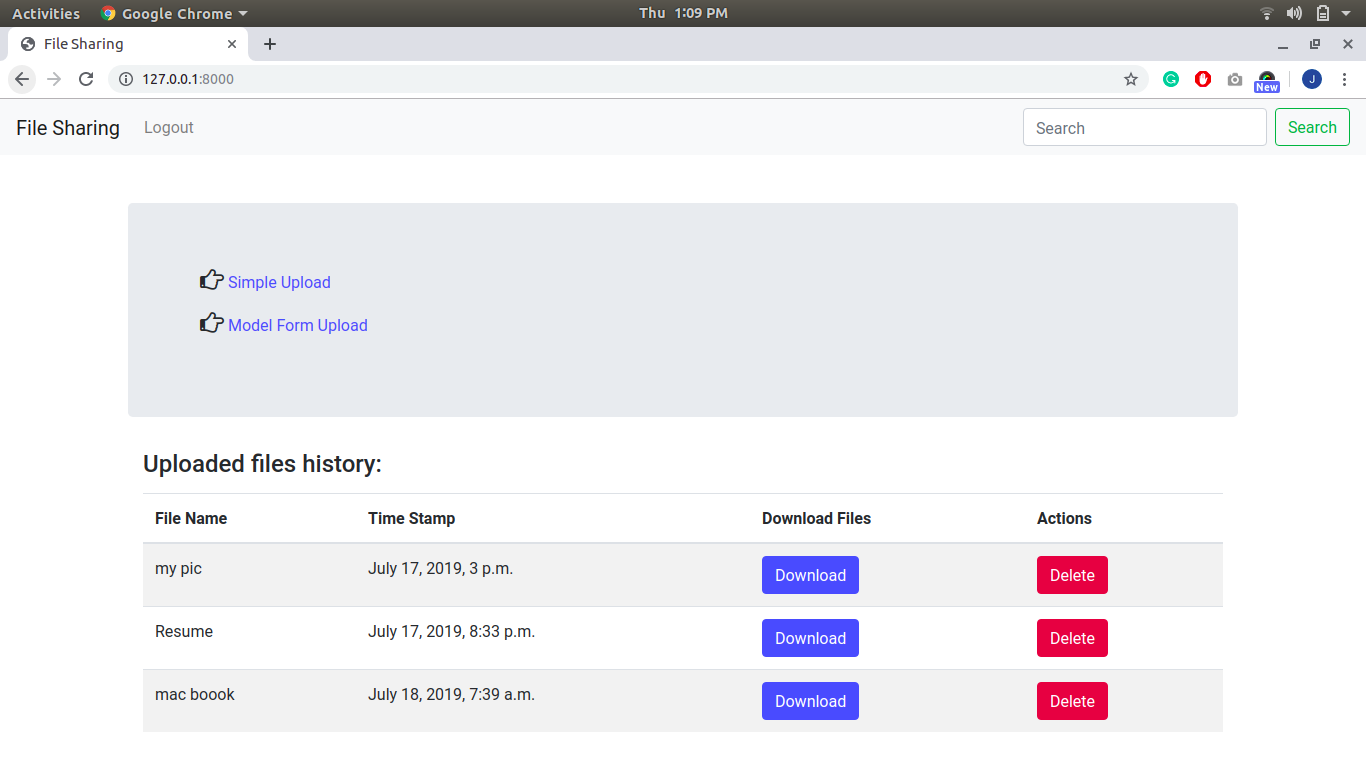 Activities Google Chrome Thu 1:09 PM
File Sharing
127.0.0.1:8000 New J
File Sharing Logout Search Search
Simple Upload
Model Form Upload
Uploaded files history:
File Name Time Stamp Download Files Actions
my pic July 17, 2019, 3 p.m. Download Delete
Resume July 17, 2019, 8:33 p.m. Download Delete
mac boook July 18, 2019, 7:39 a.m. Download Delete